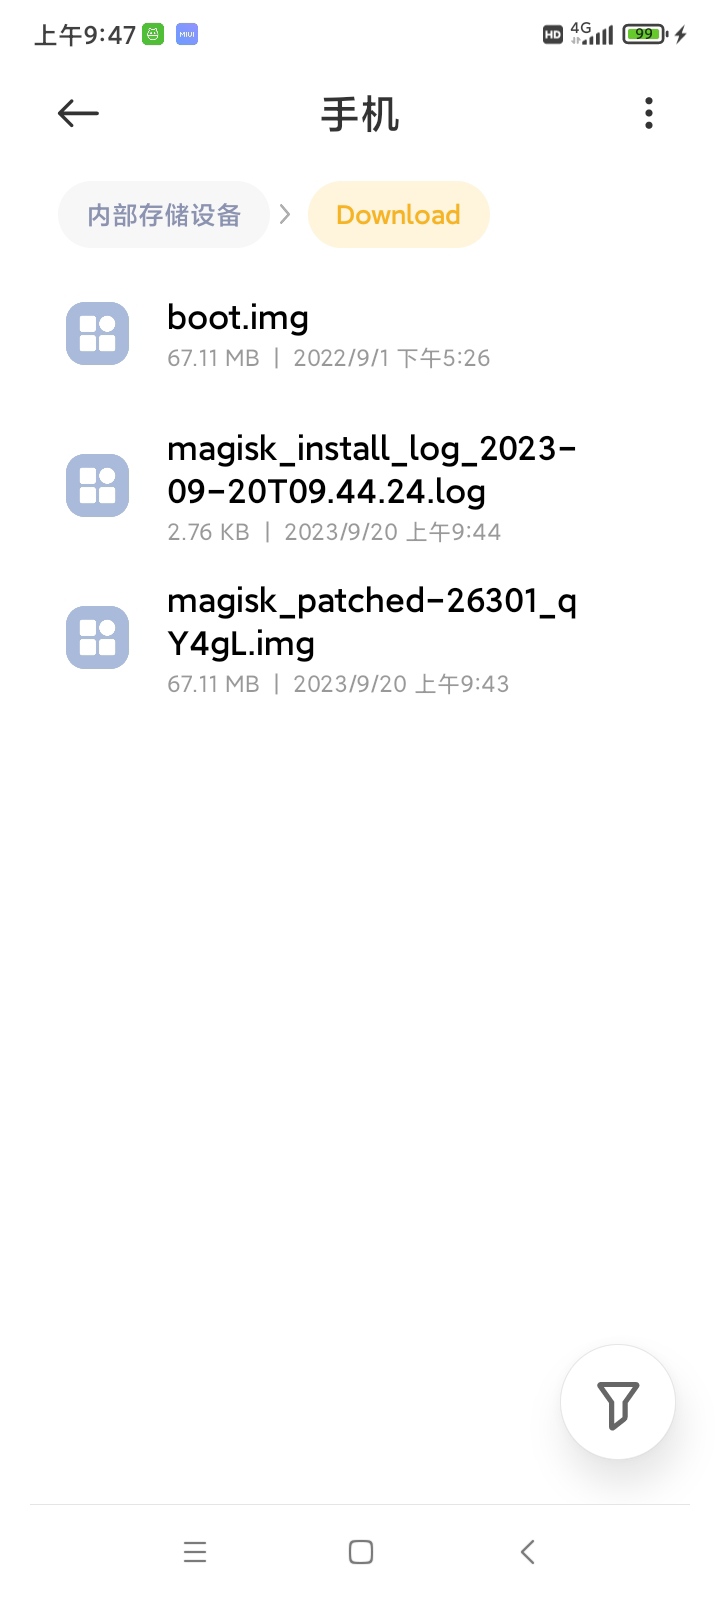 上午9:47 MIUI HD 4G 99
手机
内部存储设备 Download
boot.img
67.11 MB | 2022/9/1 下午5:26
magisk_install_log_2023-
09-20T09.44.24.log
2.76 KB | 2023/9/20 上午9:44
magisk_patched-26301_q
Y4gL.img
67.11 MB | 2023/9/20 上午9:43